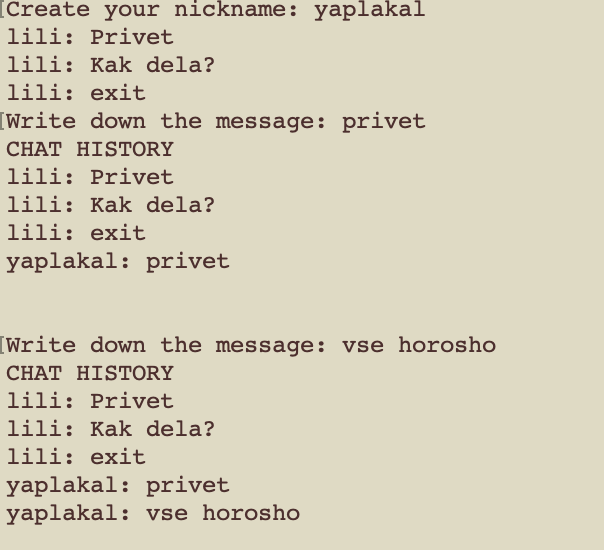 [Create your nickname: yaplakal
lili: Privet
lili: Kak dela?
lili: exit
[Write down the message: privet
CHAT HISTORY
lili: Privet
lili: Kak dela?
lili: exit
yaplakal: privet
[Write down the message: vse horosho
CHAT HISTORY
lili: Privet
lili: Kak dela?
lili: exit
yaplakal: privet
yaplakal: vse horosho